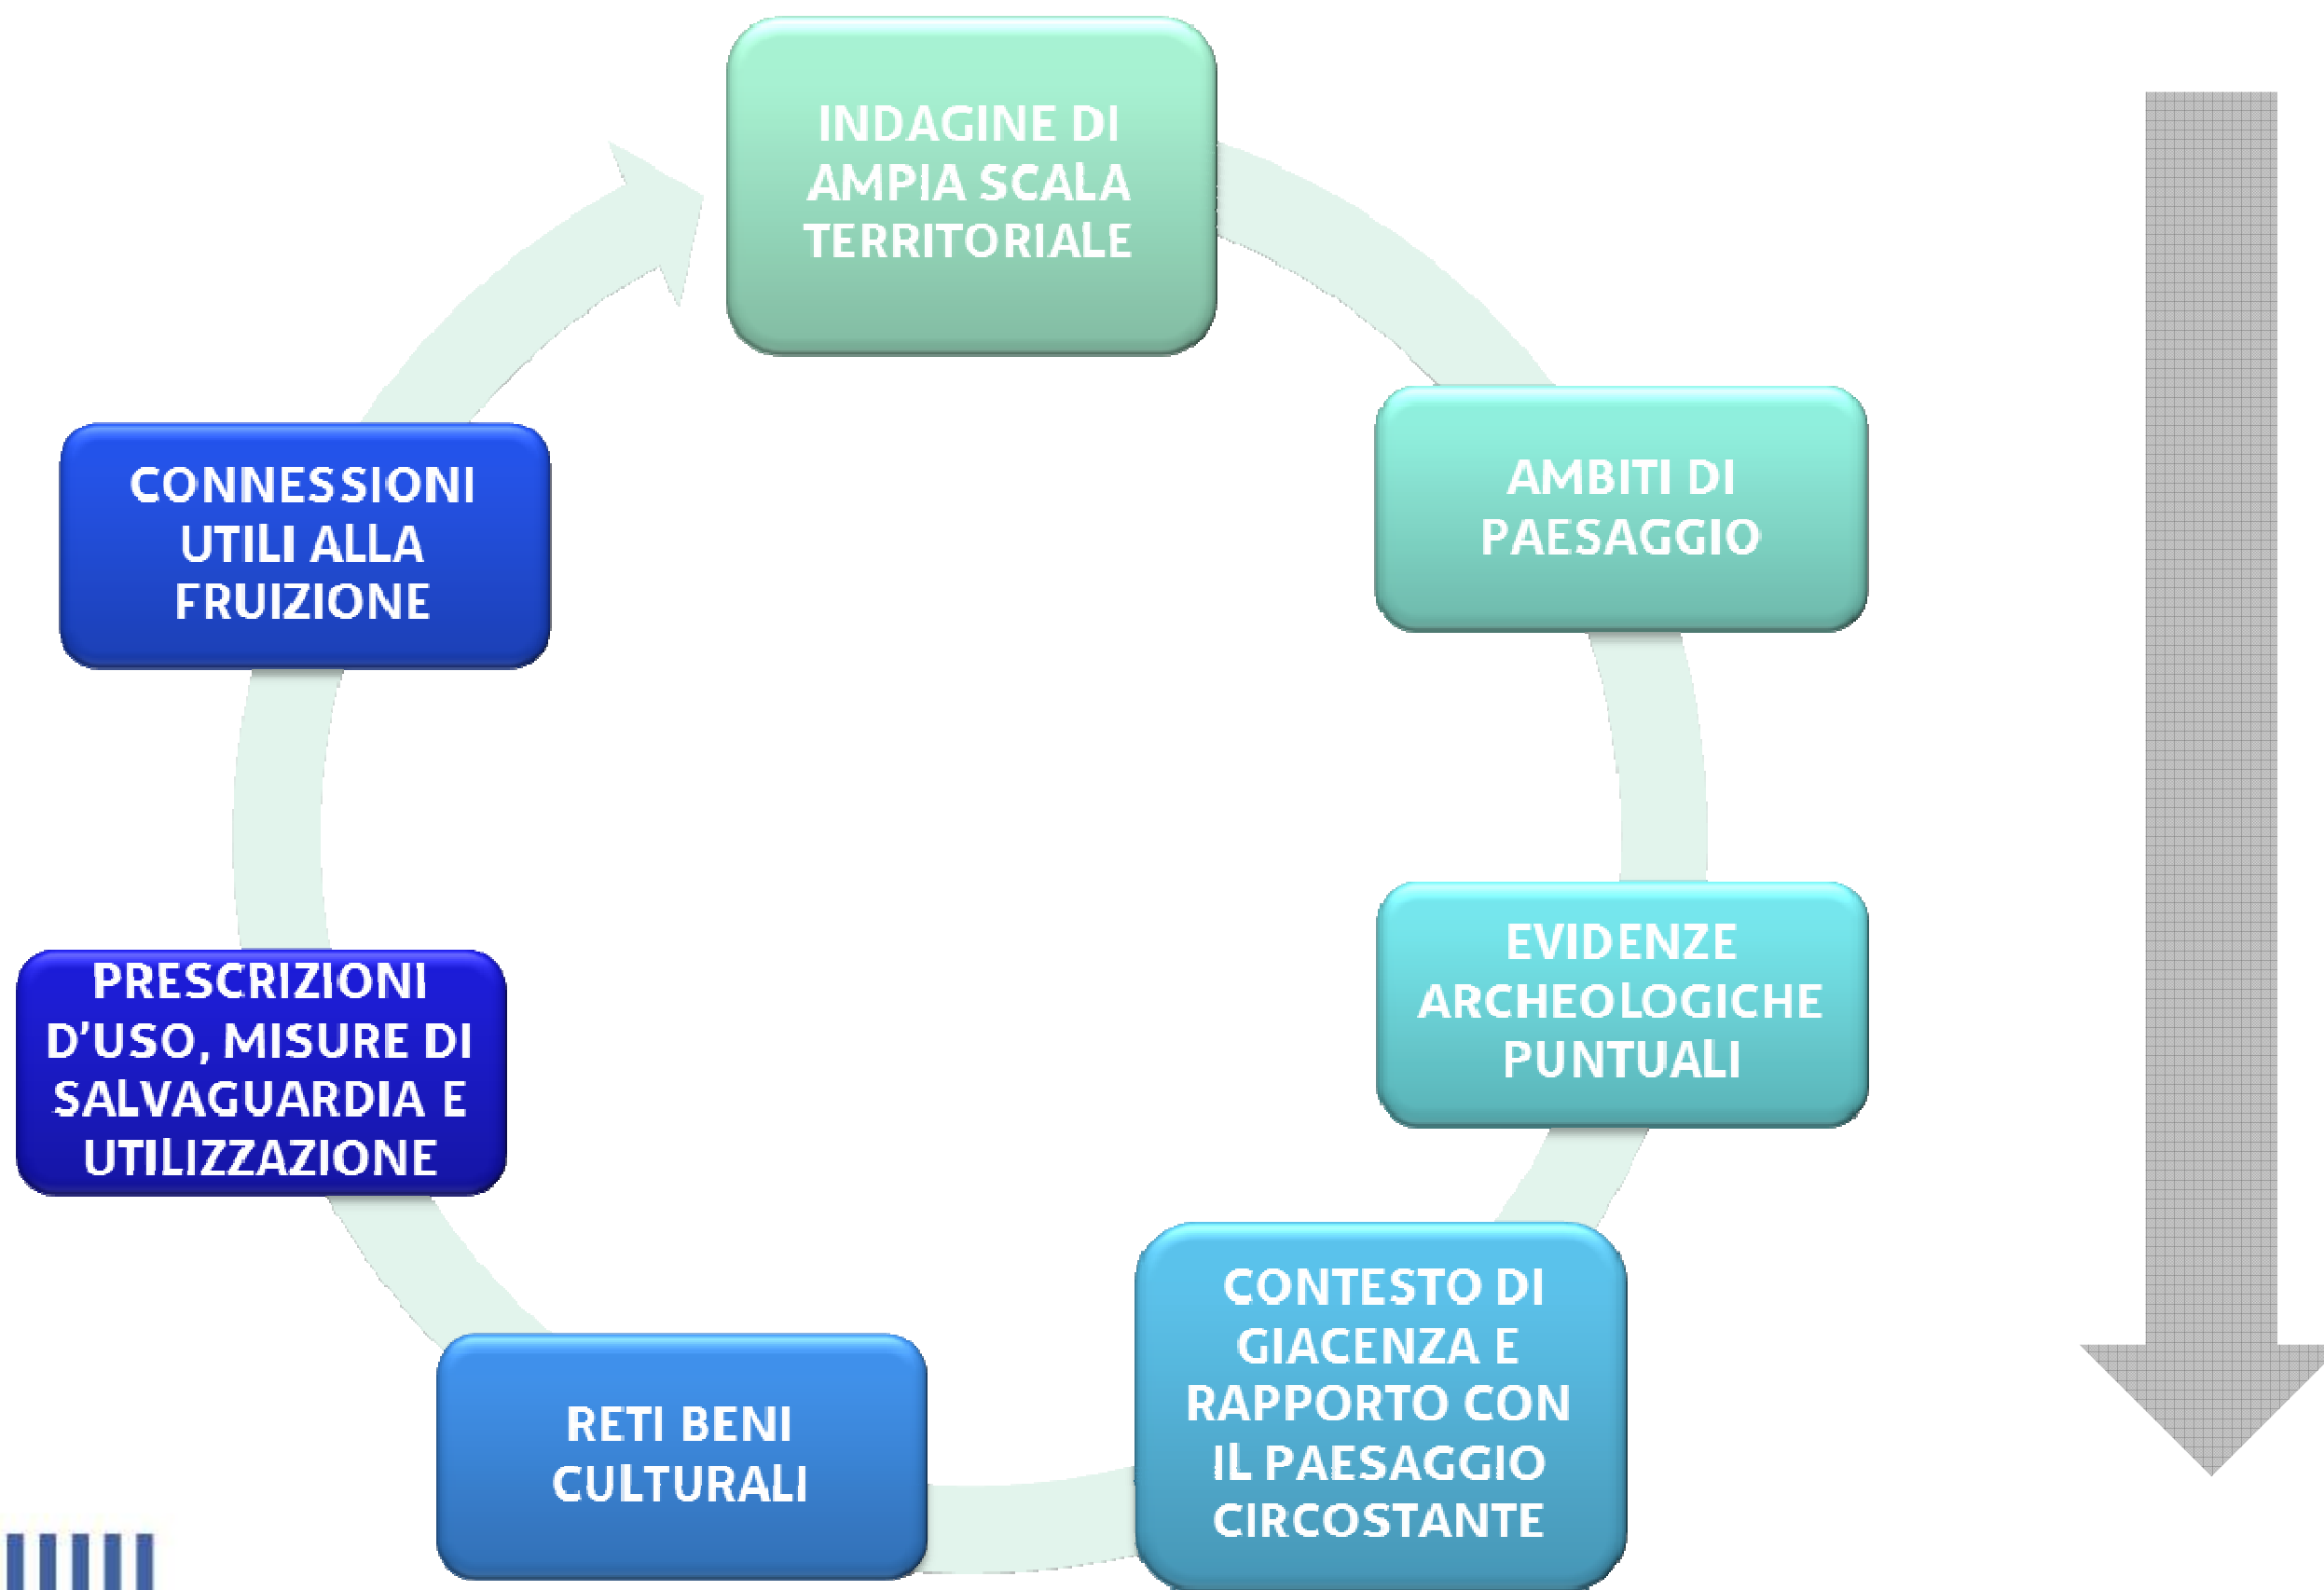 INDAGINE DI
AMPIA SCALA
TERRITORIALE
AMBITI DI
PAESAGGIO
EVIDENZE
ARCHEOLOGICHE
PUNTUALI
CONTESTO DI
GIACENZA E
RAPPORTO CON
IL PAESAGGIO
CIRCOSTANTE
RETI BENI
CULTURALI
PRESCRIZIONI
D'USO, MISURE DI
SALVAGUARDIA E
UTILIZZAZIONE
CONNESSIONI
UTILI ALLA
FRUIZIONE